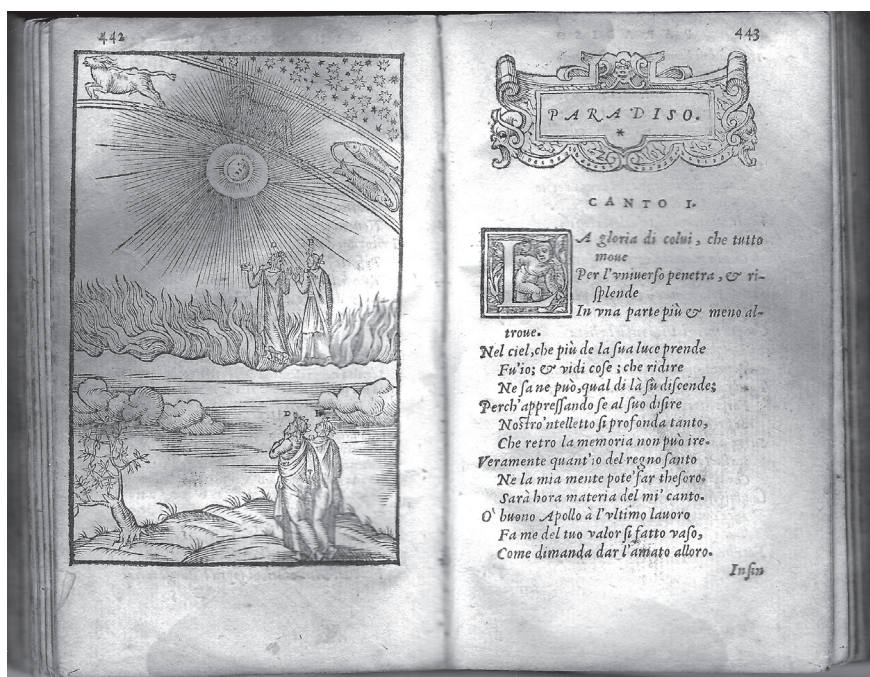 442
D B
D B
443
PARADISO.
*
CANTO I.
LA gloria di colui, che tutto
moue
Per l'vniuerſo penetra, & ri-
ſplende
In vna parte più & meno al-
troue.
Nel ciel, che più de la ſua luce prende
Fu'io; & vidi coſe; che ridire
Ne ſa ne può, qual di là ſù diſcende;
Perch'appreſſando ſe al ſuo diſire
Noſtro'ntelletto ſi profonda tanto,
Che retro la memoria non può ire.
Veramente quant'io del regno ſanto
Ne la mia mente pote' far theſoro.
Sarà hora materia del mi' canto.
O' buono Apollo à l'vltimo lauoro
Fa me del tuo valor ſi fatto vaſo,
Come dimanda dar l'amato alloro.
Inſin